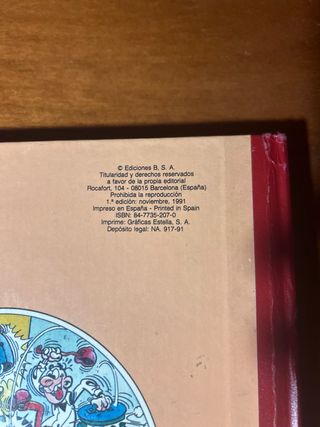 © Ediciones B, S. A.
Titularidad y derechos reservados
a favor de la propia editorial
Rocafort, 104 - 08015 Barcelona (España)
Prohibida la reproducción
1.ª edición: noviembre, 1991
Impreso en España - Printed in Spain
ISBN: 84-7735-207-0
Imprime: Gráficas Estella, S. A.
Depósito legal: NA. 917-91